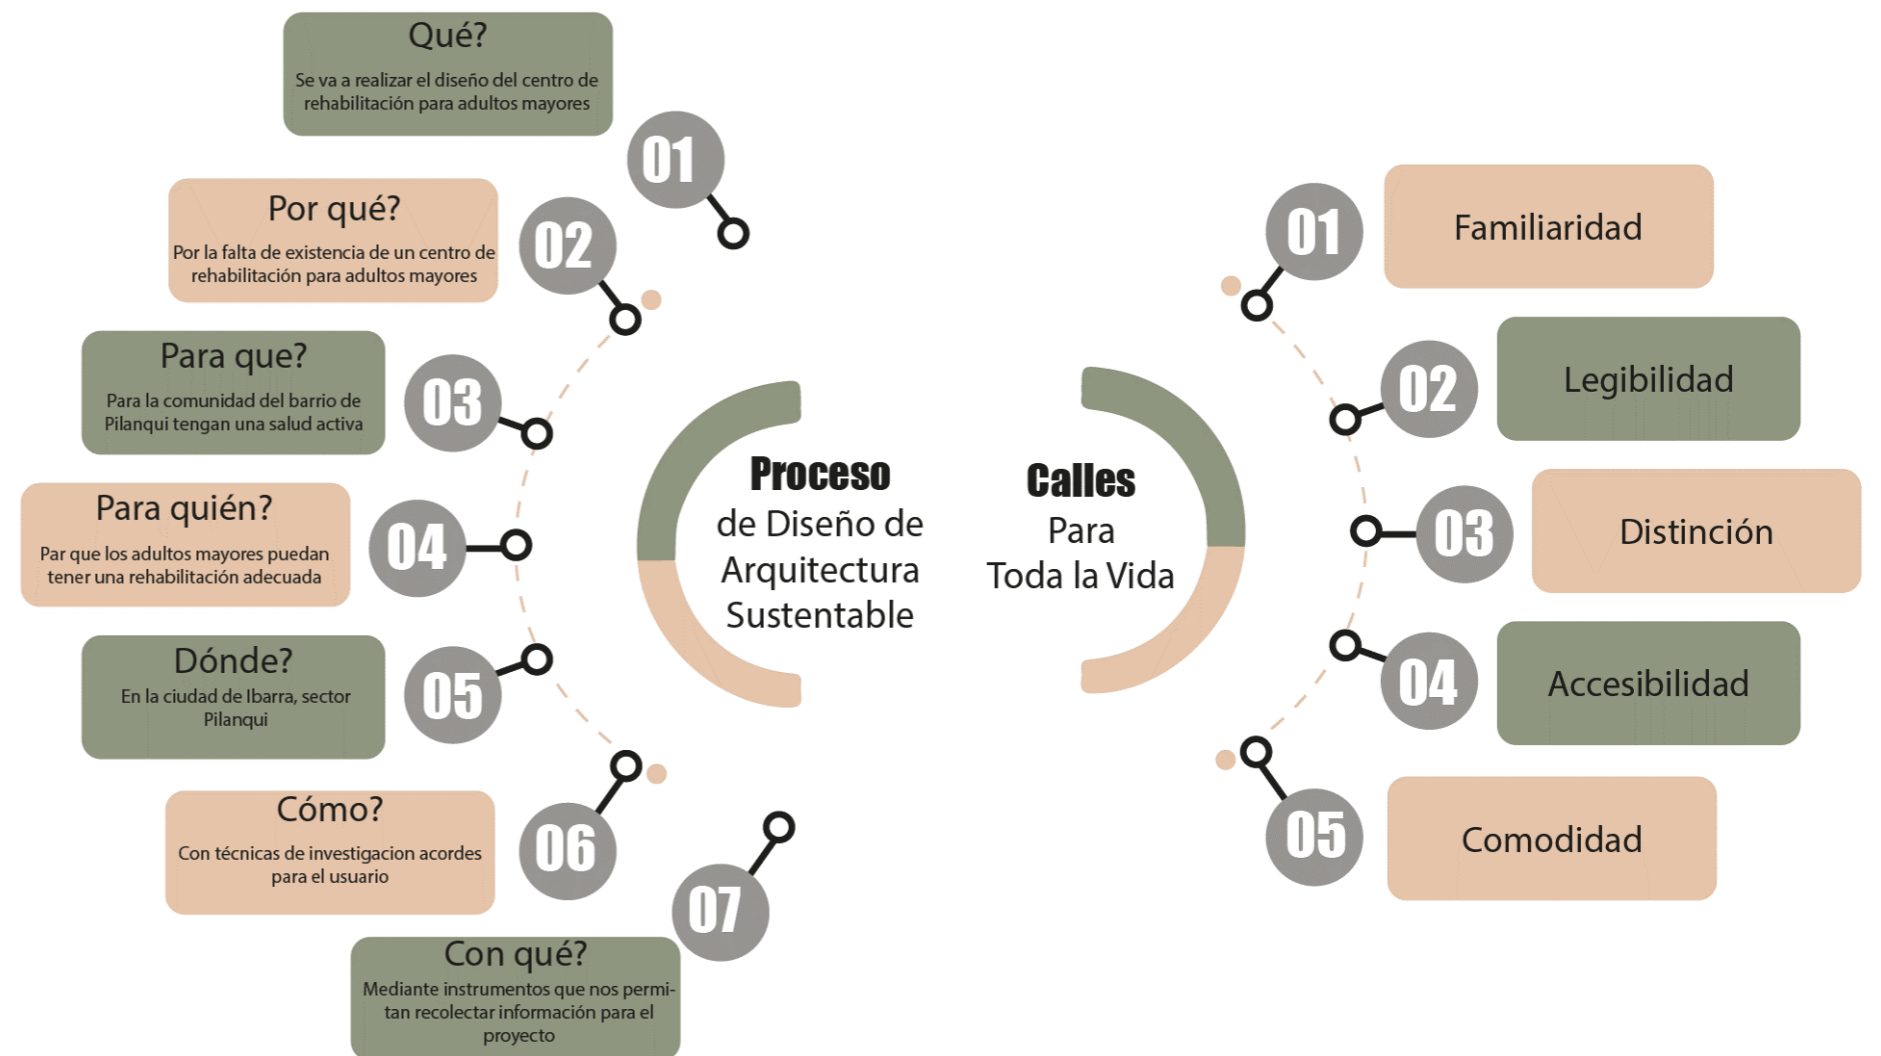 Qué?
Se va a realizar el diseño del centro de
rehabilitación para adultos mayores
01
Por qué?
Por la falta de existencia de un centro de
rehabilitación para adultos mayores
02
Para que?
Para la comunidad del barrio de
Pilanqui tengan una salud activa
03
Para quién?
Par que los adultos mayores puedan
tener una rehabilitación adecuada
04
Dónde?
En la ciudad de Ibarra, sector
Pilanqui
05
Cómo?
Con técnicas de investigacion acordes
para el usuario
06
Con qué?
Mediante instrumentos que nos permi-
tan recolectar información para el
proyecto
07
Proceso
de Diseño de
Arquitectura
Sustentable
Calles
Para
Toda la Vida
01
Familiaridad
02
Legibilidad
03
Distinción
04
Accesibilidad
05
Comodidad